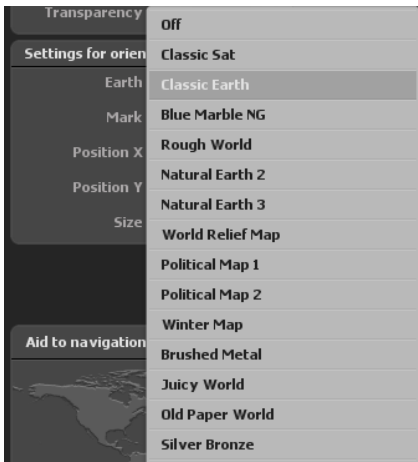 Transparency
Settings for orien
Earth
Mark
Position X
Position Y
Size
Aid to navigation
Off
Classic Sat
Classic Earth
Blue Marble NG
Rough World
Natural Earth 2
Natural Earth 3
World Relief Map
Political Map 1
Political Map 2
Winter Map
Brushed Metal
Juicy World
Old Paper World
Silver Bronze